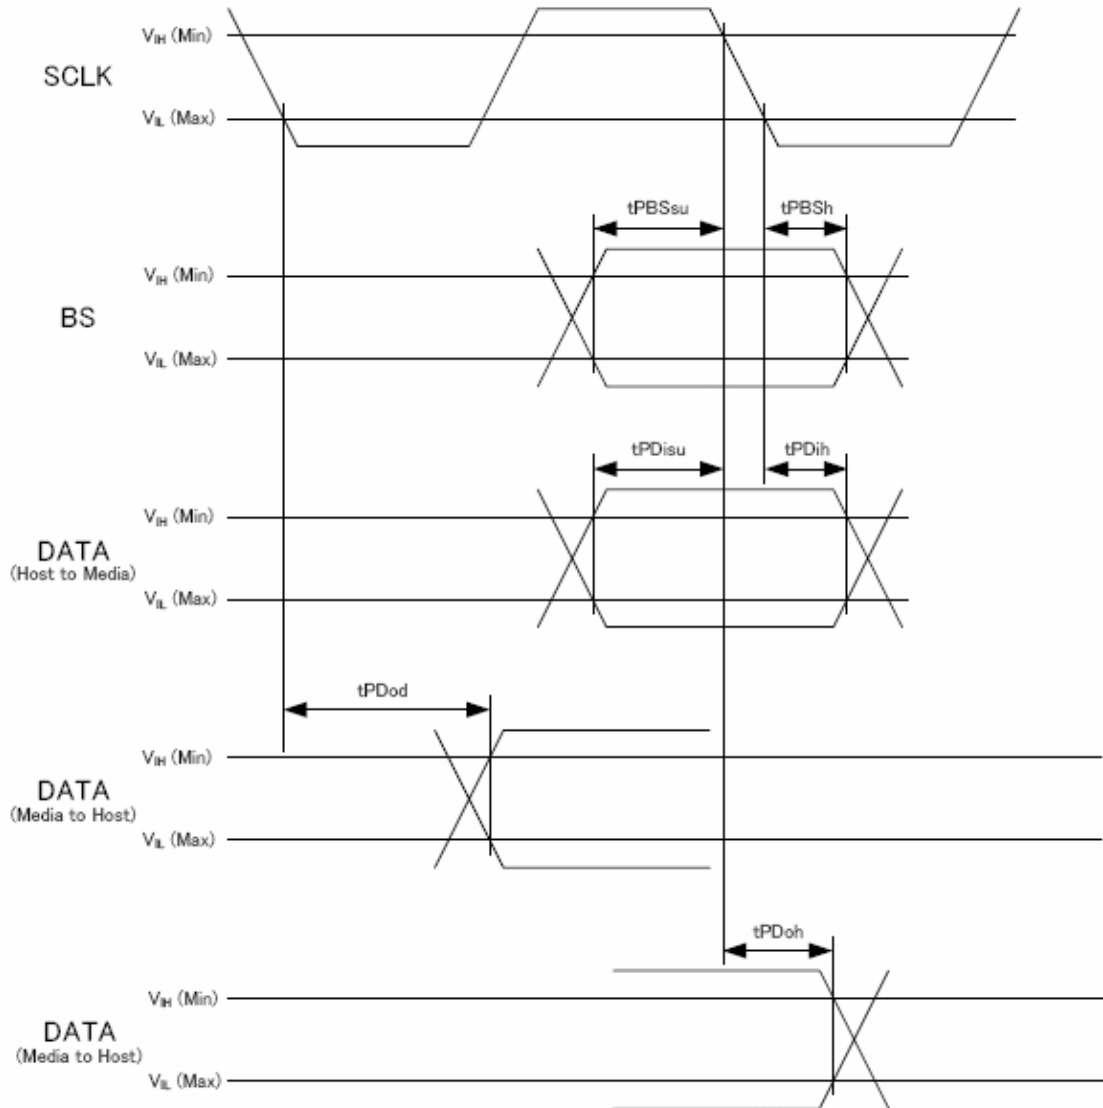 V_IH (Min)
SCLK
V_IL (Max)
tPBSsu
tPBSh
V_IH (Min)
BS
V_IL (Max)
tPDisu
tPDih
V_IH (Min)
DATA
(Host to Media)
V_IL (Max)
tPDod
V_IH (Min)
DATA
(Media to Host)
V_IL (Max)
tPDoh
V_IH (Min)
DATA
(Media to Host)
V_IL (Max)